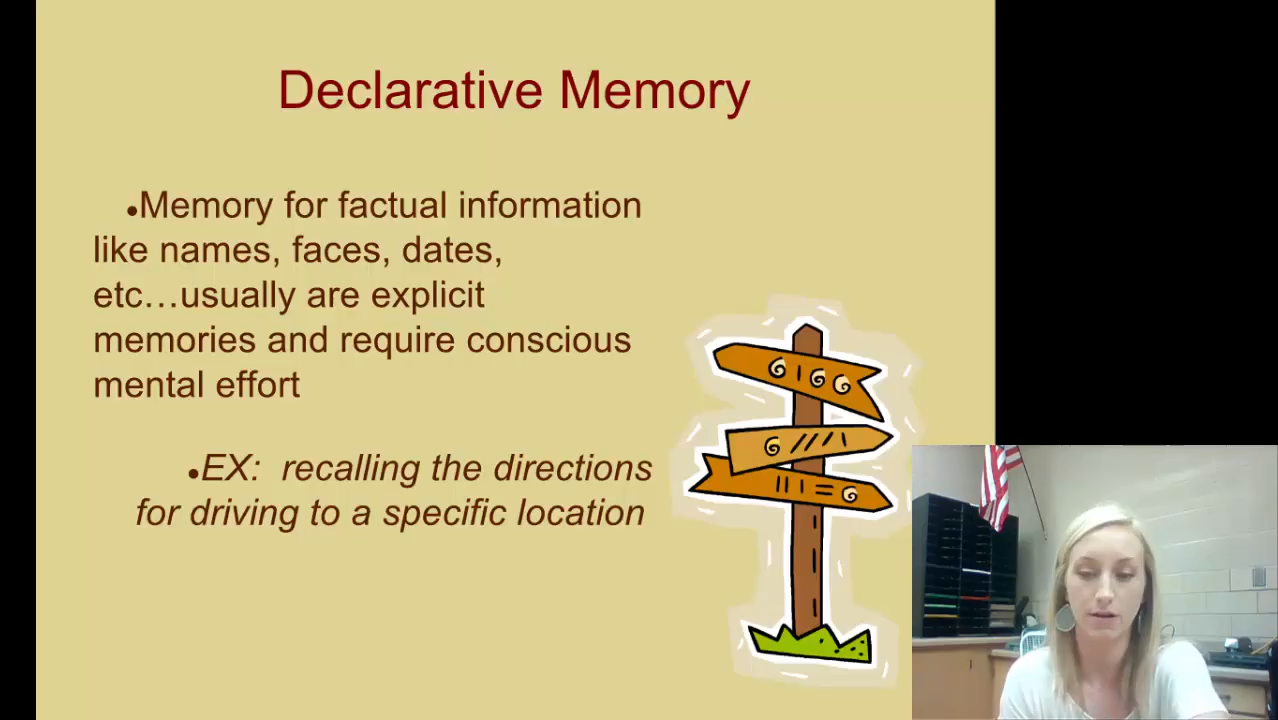 Declarative Memory
●Memory for factual information
like names, faces, dates,
etc…usually are explicit
memories and require conscious
mental effort
●EX:  recalling the directions
for driving to a specific location